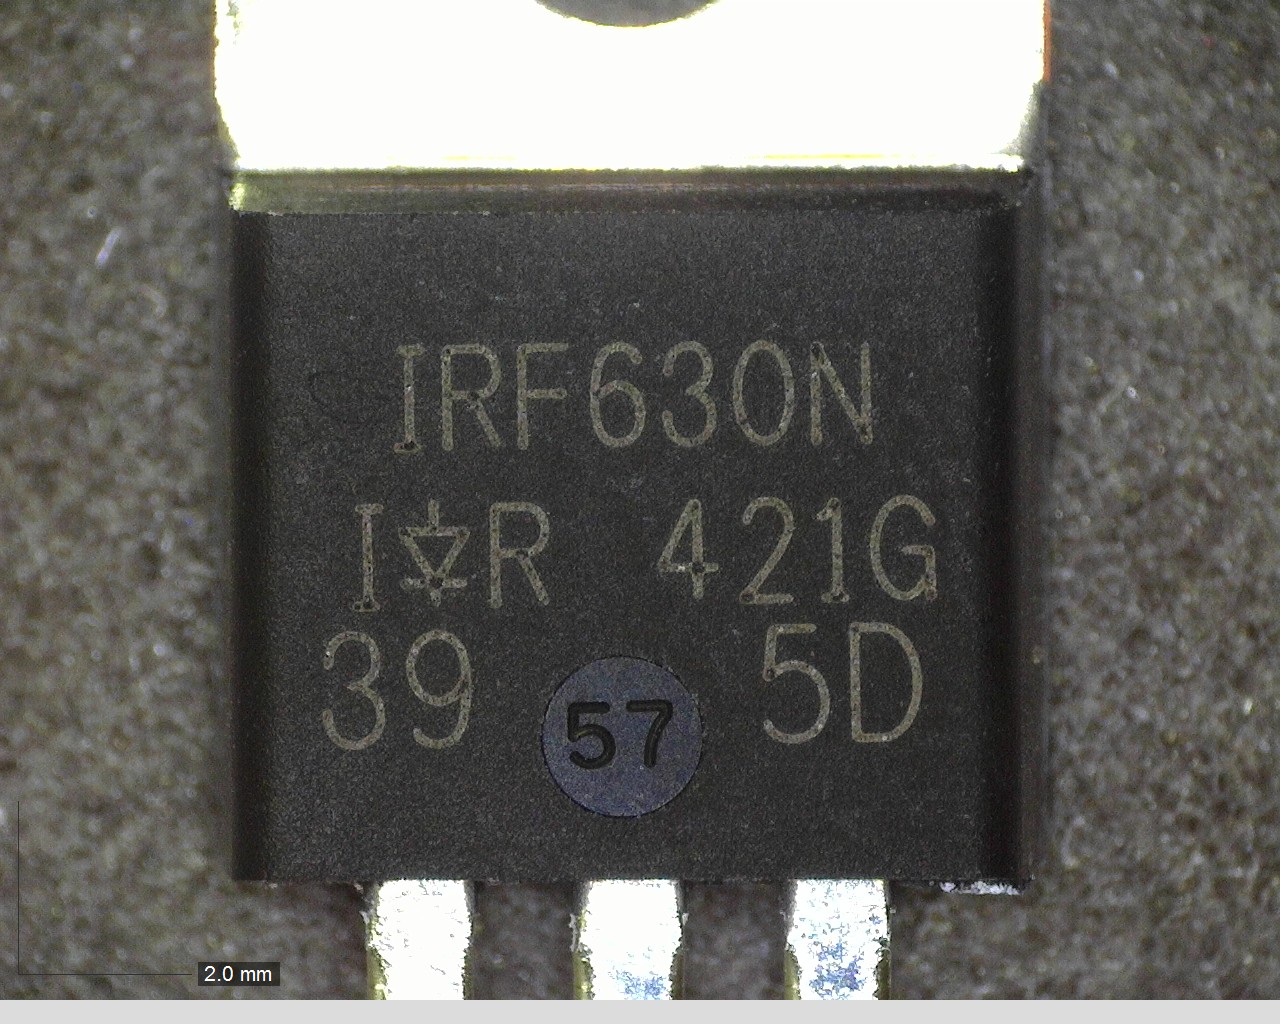 IRF630N
I R 421G
39 5D
57
2.0 mm